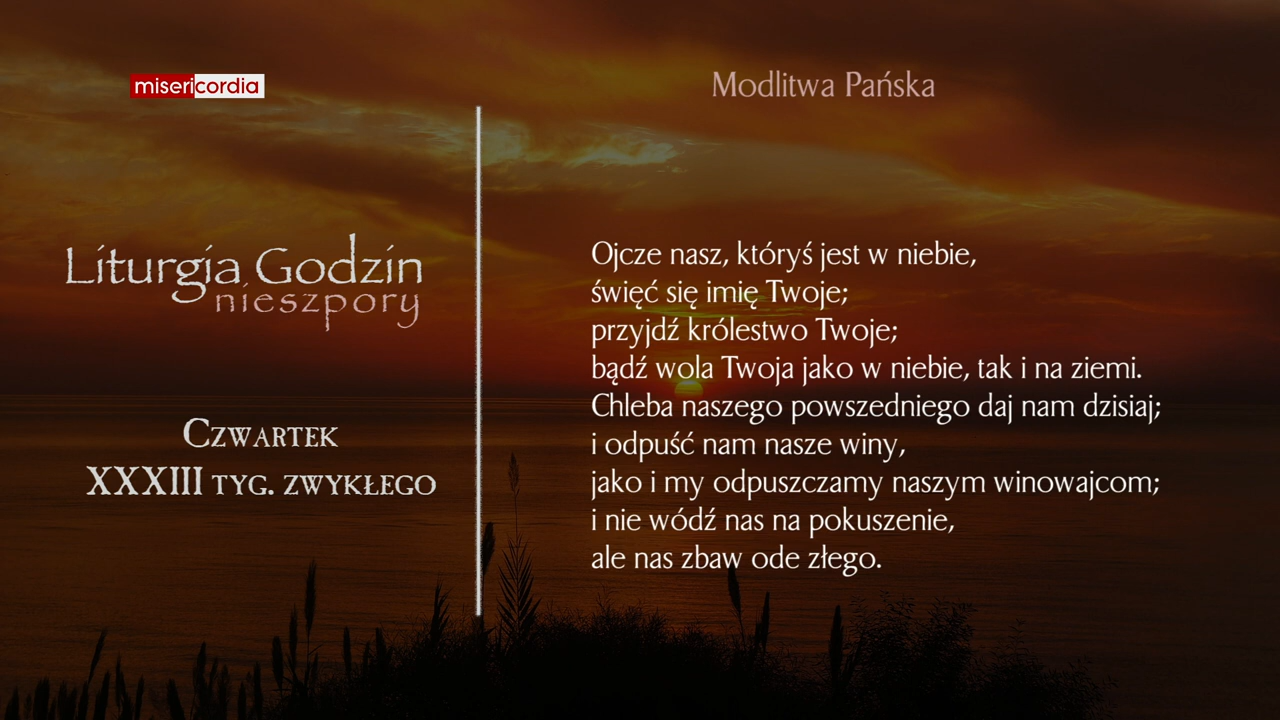 misericordia
Modlitwa Pańska
Liturgia Godzin
nieszpory
Czwartek
XXXIII tyg. zwykłego
Ojcze nasz, któryś jest w niebie,
święć się imię Twoje;
przyjdź królestwo Twoje;
bądź wola Twoja jako w niebie, tak i na ziemi.
Chleba naszego powszedniego daj nam dzisiaj;
i odpuść nam nasze winy,
jako i my odpuszczamy naszym winowajcom;
i nie wódź nas na pokuszenie,
ale nas zbaw ode złego.